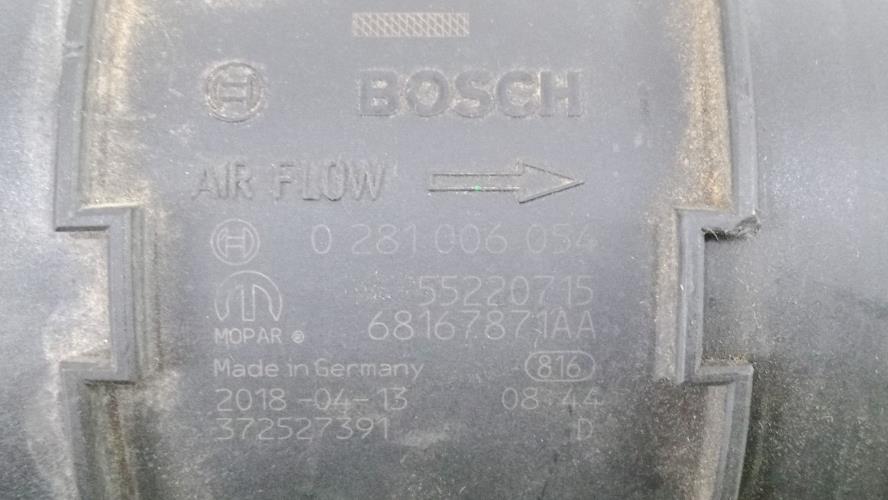 BOSCH
AIR FLOW
0 281 006 054
55220715
MOPAR ® 68167871AA
Made in Germany 816
2018-04-13 08:44
372527391 D